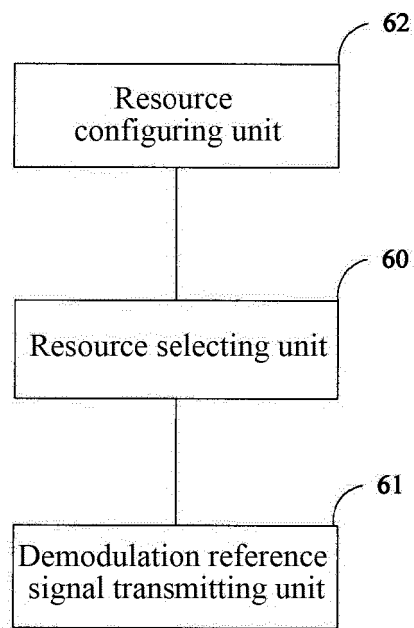 62
Resource
configuring unit
60
Resource selecting unit
61
Demodulation reference
signal transmitting unit